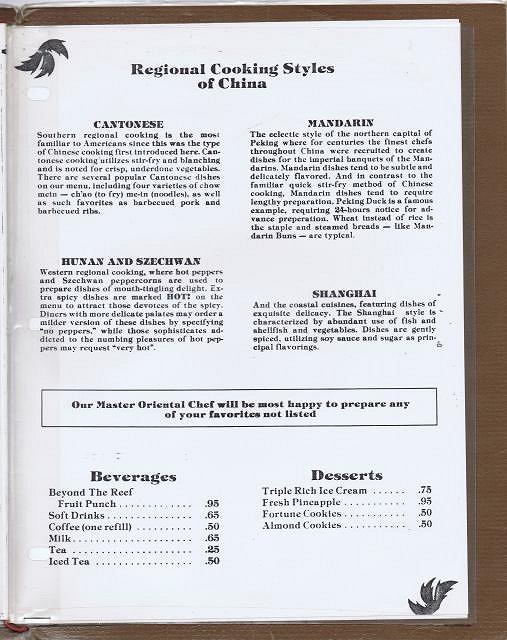 Regional Cooking Styles
of China
CANTONESE
Southern regional cooking is the most
familiar to Americans since this was the type
of Chinese cooking first introduced here. Can-
tonese cooking utilizes stir-fry and blanching
and is noted for crisp, underdone vegetables.
There are several popular Cantonese dishes
on our menu, including four varieties of chow
mein — ch'ao (to fry) me-in (noodles), as well
as such favorites as barbecued pork and
barbecued ribs.
MANDARIN
The eclectic style of the northern capital of
Peking where for centuries the finest chefs
throughout China were recruited to create
dishes for the imperial banquets of the Man-
darins. Mandarin dishes tend to be subtle and
delicately flavored. And in contrast to the
familiar quick stir-fry method of Chinese
cooking, Mandarin dishes tend to require
lengthy preparation. Peking Duck is a famous
example, requiring 24-hours notice for ad-
vance preperation. Wheat instead of rice is
the staple and steamed breads — like Man-
darin Buns — are typical.
HUNAN AND SZECHWAN
Western regional cooking, where hot peppers
and Szechwan peppercorns are used to
prepare dishes of mouth-tingling delight. Ex-
tra spicy dishes are marked HOT! on the
menu to attract those devotees of the spicy.
Diners with more delicate palates may order a
milder version of these dishes by specifying
"no peppers," while those sophisticates ad-
dicted to the numbing pleasures of hot pep-
pers may request "very hot".
SHANGHAI
And the coastal cuisines, featuring dishes of
exquisite delicacy. The Shanghai style is
characterized by abundant use of fish and
shellfish and vegetables. Dishes are gently
spiced, utilizing soy sauce and sugar as prin-
cipal flavorings.
Our Master Oriental Chef will be most happy to prepare any
of your favorites not listed
Beverages
Beyond The Reef
Fruit Punch .............. .95
Soft Drinks ................ .65
Coffee (one refill) .......... .50
Milk ...................... .65
Tea ...................... .25
Iced Tea .................. .50
Desserts
Triple Rich Ice Cream ...... .75
Fresh Pineapple ........... .95
Fortune Cookies ........... .50
Almond Cookies ........... .50